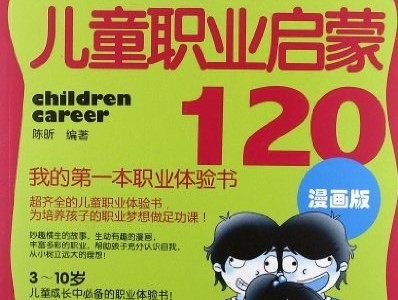 儿童职业启蒙
120
children
career
陈昕 编著
我的第一本职业体验书
漫画版
超齐全的儿童职业体验书，
为培养孩子的职业梦想做足功课！
妙趣横生的故事，生动有趣的漫画，
丰富多彩的职业，帮助孩子充分认识自我，
从小树立远大的理想！
3～10岁
儿童成长中必备的职业体验书！